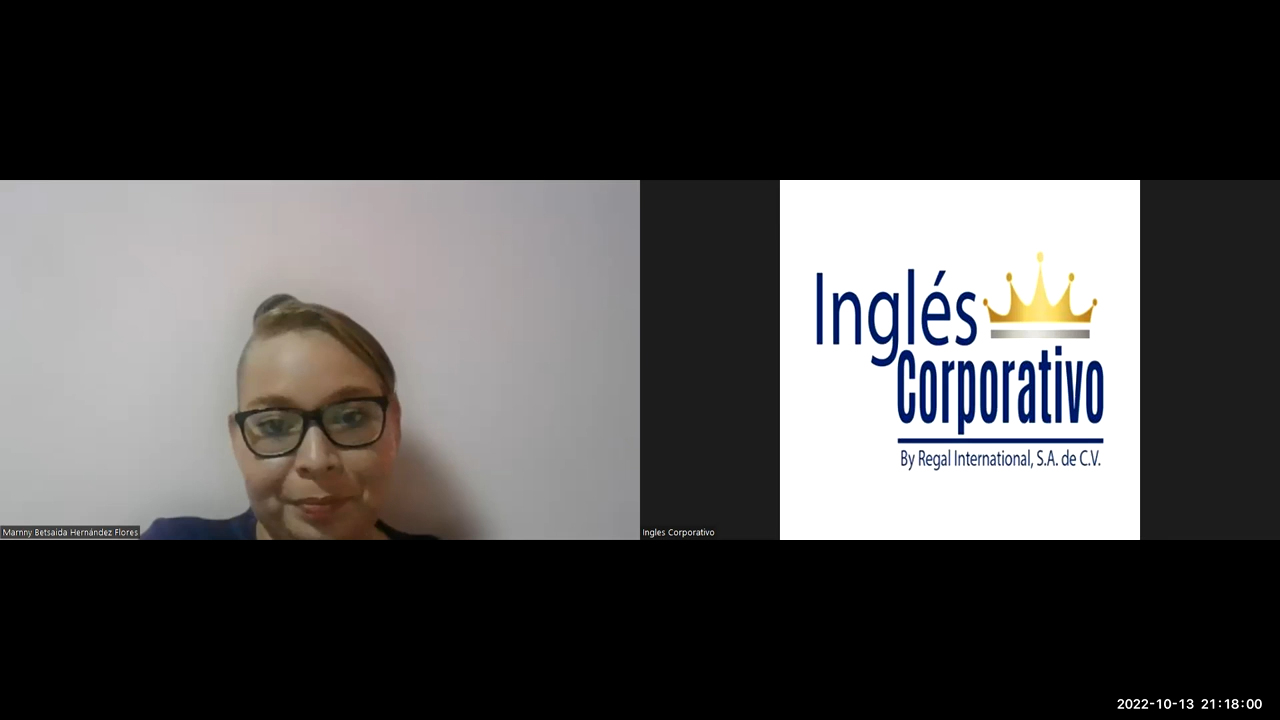 Inglés
Corporativo
By Regal International, S.A. de C.V.
Marnny Betsaida Hernández Flores
Ingles Corporativo
2022-10-13 21:18:00